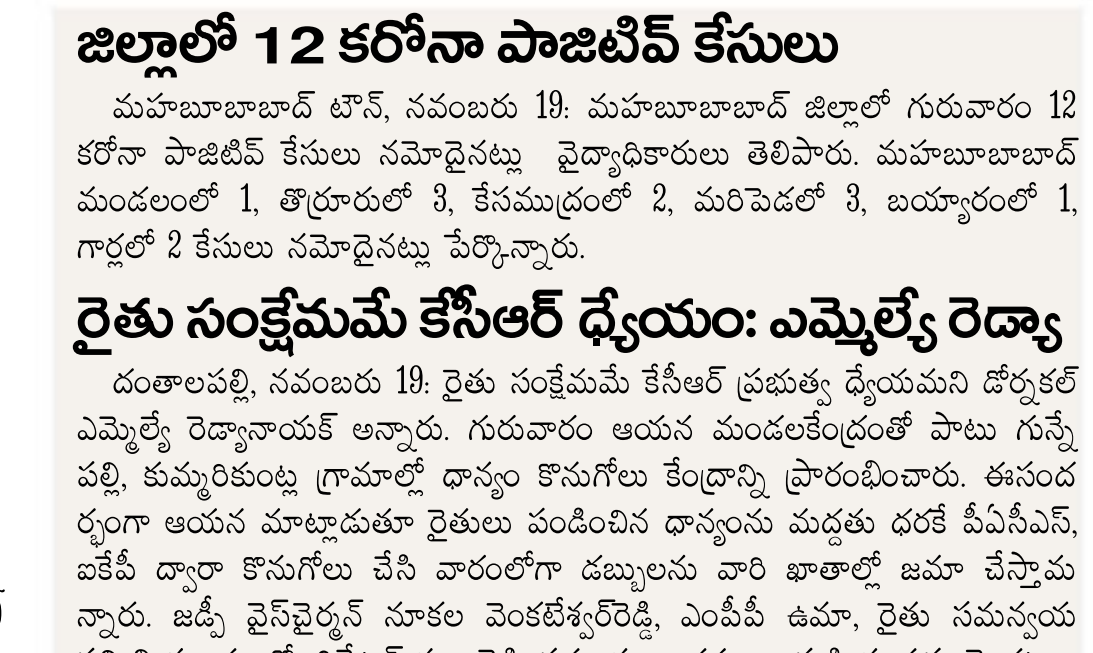 జిల్లాలో 12 కరోనా పాజిటివ్ కేసులు
మహబూబాబాద్ టౌన్, నవంబరు 19: మహబూబాబాద్ జిల్లాలో గురువారం 12
కరోనా పాజిటివ్ కేసులు నమోదైనట్లు వైద్యాధికారులు తెలిపారు. మహబూబాబాద్
మండలంలో 1, తొర్రూరులో 3, కేసముద్రంలో 2, మరిపెడలో 3, బయ్యారంలో 1,
గార్లలో 2 కేసులు నమోదైనట్లు పేర్కొన్నారు.
రైతు సంక్షేమమే కేసీఆర్ ధ్యేయం: ఎమ్మెల్యే రెడ్యా
దంతాలపల్లి, నవంబరు 19: రైతు సంక్షేమమే కేసీఆర్ ప్రభుత్వ ధ్యేయమని డోర్నకల్
ఎమ్మెల్యే రెడ్యానాయక్ అన్నారు. గురువారం ఆయన మండలకేంద్రంతో పాటు గున్నే
పల్లి, కుమ్మరికుంట్ల గ్రామాల్లో ధాన్యం కొనుగోలు కేంద్రాన్ని ప్రారంభించారు. ఈసంద
ర్భంగా ఆయన మాట్లాడుతూ రైతులు పండించిన ధాన్యంను మద్దతు ధరకే పీఏసీఎస్,
ఐకేపీ ద్వారా కొనుగోలు చేసి వారంలోగా డబ్బులను వారి ఖాతాల్లో జమా చేస్తామ
న్నారు. జడ్పీ వైస్‌చైర్మన్ నూకల వెంకటేశ్వర్‌రెడ్డి, ఎంపీపీ ఉమా, రైతు సమన్వయ